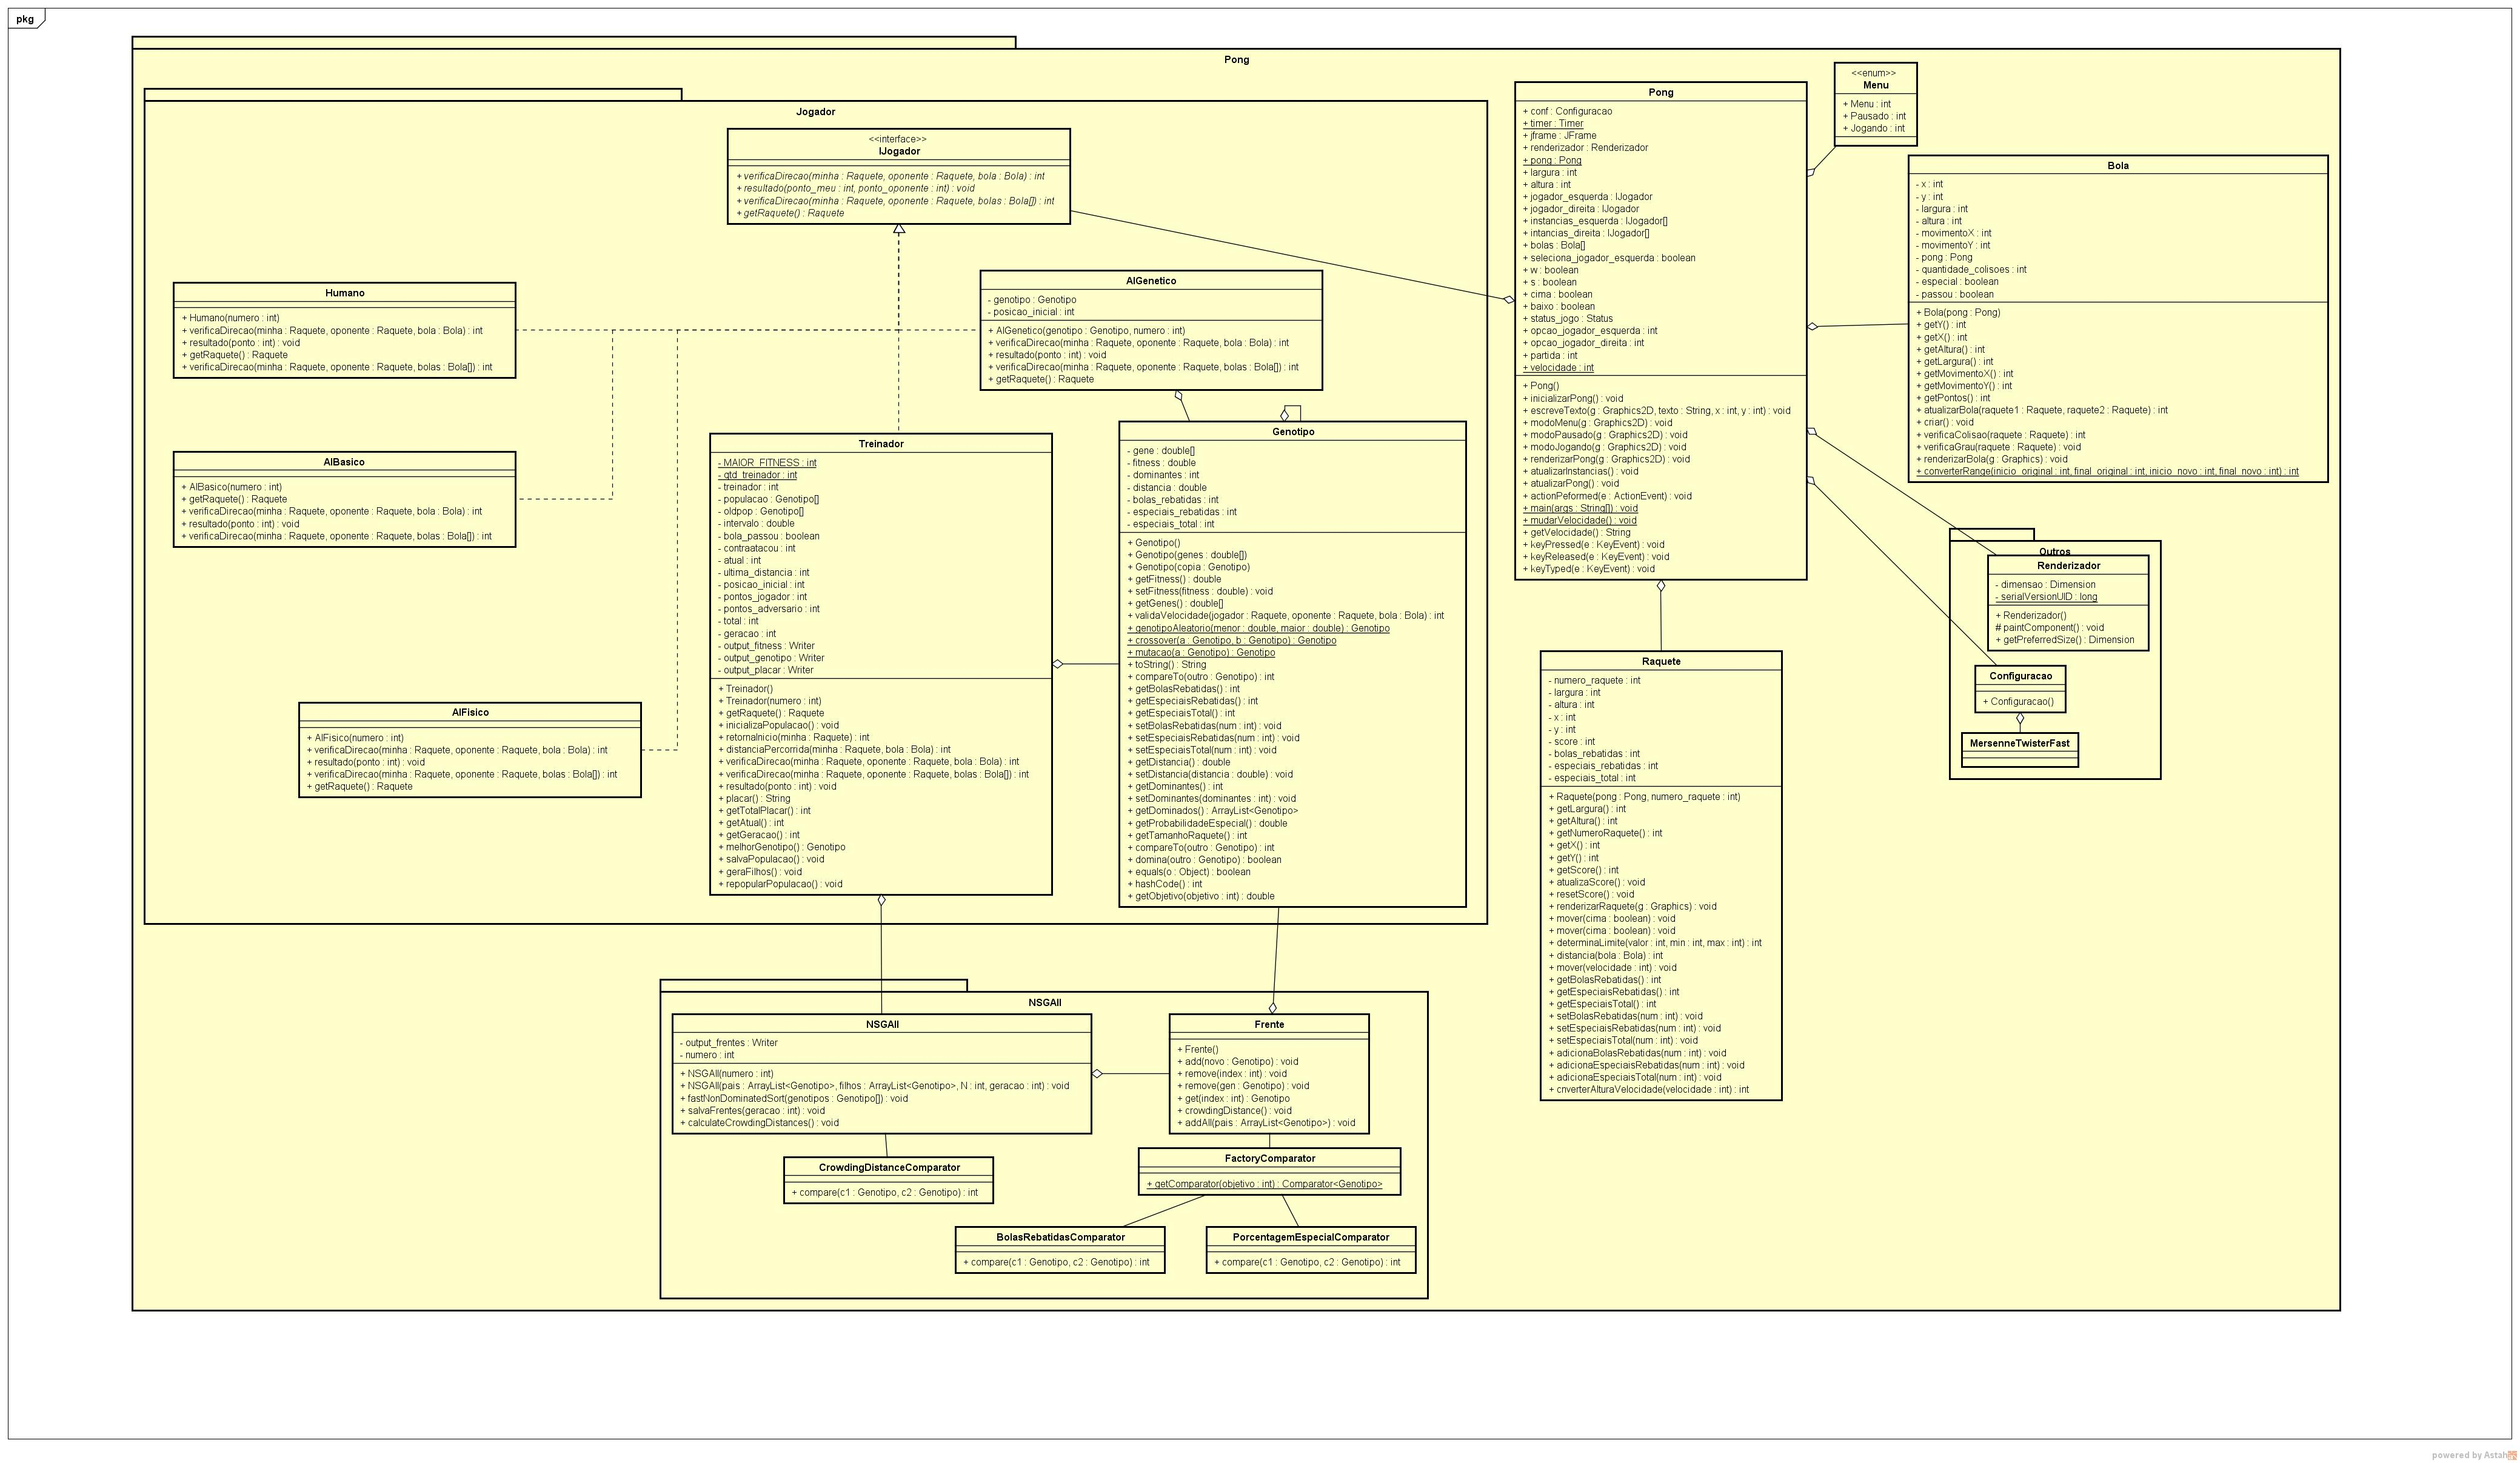 pkg
Pong
Jogador
<<interface>>
IJogador
+ verificaDirecao(minha : Raquete, oponente : Raquete, bola : Bola) : int
+ resultado(ponto_meu : int, ponto_oponente : int) : void
+ verificaDirecao(minha : Raquete, oponente : Raquete, bolas : Bola[]) : int
+ getRaquete() : Raquete
Humano
+ Humano(numero : int)
+ verificaDirecao(minha : Raquete, oponente : Raquete, bola : Bola) : int
+ resultado(ponto : int) : void
+ getRaquete() : Raquete
+ verificaDirecao(minha : Raquete, oponente : Raquete, bolas : Bola[]) : int
AIGenetico
- genotipo : Genotipo
- posicao_inicial : int
+ AIGenetico(genotipo : Genotipo, numero : int)
+ verificaDirecao(minha : Raquete, oponente : Raquete, bola : Bola) : int
+ resultado(ponto : int) : void
+ verificaDirecao(minha : Raquete, oponente : Raquete, bolas : Bola[]) : int
+ getRaquete() : Raquete
AIBasico
+ AIBasico(numero : int)
+ getRaquete() : Raquete
+ verificaDirecao(minha : Raquete, oponente : Raquete, bola : Bola) : int
+ resultado(ponto : int) : void
+ verificaDirecao(minha : Raquete, oponente : Raquete, bolas : Bola[]) : int
AIFisico
+ AIFisico(numero : int)
+ verificaDirecao(minha : Raquete, oponente : Raquete, bola : Bola) : int
+ resultado(ponto : int) : void
+ verificaDirecao(minha : Raquete, oponente : Raquete, bolas : Bola[]) : int
+ getRaquete() : Raquete
Treinador
- MAIOR_FITNESS : int
- qtd_treinador : int
- treinador : int
- populacao : Genotipo[]
- oldpop : Genotipo[]
- intervalo : double
- bola_passou : boolean
- contraatacou : int
- atual : int
- ultima_distancia : int
- posicao_inicial : int
- pontos_jogador : int
- pontos_adversario : int
- total : int
- geracao : int
- output_fitness : Writer
- output_genotipo : Writer
- output_placar : Writer
+ Treinador()
+ Treinador(numero : int)
+ getRaquete() : Raquete
+ inicializaPopulacao() : void
+ retornaInicio(minha : Raquete) : int
+ distanciaPercorrida(minha : Raquete, bola : Bola) : int
+ verificaDirecao(minha : Raquete, oponente : Raquete, bola : Bola) : int
+ verificaDirecao(minha : Raquete, oponente : Raquete, bolas : Bola[]) : int
+ resultado(ponto : int) : void
+ placar() : String
+ getTotalPlacar() : int
+ getAtual() : int
+ getGeracao() : int
+ melhorGenotipo() : Genotipo
+ salvaPopulacao() : void
+ geraFilhos() : void
+ repopularPopulacao() : void
Genotipo
- gene : double[]
- fitness : double
- dominantes : int
- distancia : double
- bolas_rebatidas : int
- especiais_rebatidas : int
- especiais_total : int
+ Genotipo()
+ Genotipo(genes : double[])
+ Genotipo(copia : Genotipo)
+ getFitness() : double
+ setFitness(fitness : double) : void
+ getGenes() : double[]
+ validaVelocidade(jogador : Raquete, oponente : Raquete, bola : Bola) : int
+ genotipoAleatorio(menor : double, maior : double) : Genotipo
+ crossover(a : Genotipo, b : Genotipo) : Genotipo
+ mutacao(a : Genotipo) : Genotipo
+ toString() : String
+ compareTo(outro : Genotipo) : int
+ getBolasRebatidas() : int
+ getEspeciaisRebatidas() : int
+ getEspeciaisTotal() : int
+ setBolasRebatidas(num : int) : void
+ setEspeciaisRebatidas(num : int) : void
+ setEspeciaisTotal(num : int) : void
+ getDistancia() : double
+ setDistancia(distancia : double) : void
+ getDominantes() : int
+ setDominantes(dominantes : int) : void
+ getDominados() : ArrayList<Genotipo>
+ getProbabilidadeEspecial() : double
+ getTamanhoRaquete() : int
+ compareTo(outro : Genotipo) : int
+ domina(outro : Genotipo) : boolean
+ equals(o : Object) : boolean
+ hashCode() : int
+ getObjetivo(objetivo : int) : double
Pong
+ conf : Configuracao
+ timer : Timer
+ jframe : JFrame
+ renderizador : Renderizador
+ pong : Pong
+ largura : int
+ altura : int
+ jogador_esquerda : IJogador
+ jogador_direita : IJogador
+ instancias_esquerda : IJogador[]
+ intancias_direita : IJogador[]
+ bolas : Bola[]
+ seleciona_jogador_esquerda : boolean
+ w : boolean
+ s : boolean
+ cima : boolean
+ baixo : boolean
+ status_jogo : Status
+ opcao_jogador_esquerda : int
+ opcao_jogador_direita : int
+ partida : int
+ velocidade : int
+ Pong()
+ inicializarPong() : void
+ escreveTexto(g : Graphics2D, texto : String, x : int, y : int) : void
+ modoMenu(g : Graphics2D) : void
+ modoPausado(g : Graphics2D) : void
+ modoJogando(g : Graphics2D) : void
+ renderizarPong(g : Graphics2D) : void
+ atualizarInstancias() : void
+ atualizarPong() : void
+ actionPeformed(e : ActionEvent) : void
+ main(args : String[]) : void
+ mudarVelocidade() : void
+ getVelocidade() : String
+ keyPressed(e : KeyEvent) : void
+ keyReleased(e : KeyEvent) : void
+ keyTyped(e : KeyEvent) : void
<<enum>>
Menu
+ Menu : int
+ Pausado : int
+ Jogando : int
Bola
- x : int
- y : int
- largura : int
- altura : int
- movimentoX : int
- movimentoY : int
- pong : Pong
- quantidade_colisoes : int
- especial : boolean
- passou : boolean
+ Bola(pong : Pong)
+ getY() : int
+ getX() : int
+ getAltura() : int
+ getLargura() : int
+ getMovimentoX() : int
+ getMovimentoY() : int
+ getPontos() : int
+ atualizarBola(raquete1 : Raquete, raquete2 : Raquete) : int
+ criar() : void
+ verificaColisao(raquete : Raquete) : int
+ verificaGrau(raquete : Raquete) : void
+ renderizarBola(g : Graphics) : void
+ converterRange(inicio_original : int, final_original : int, inicio_novo : int, final_novo : int) : int
Outros
Renderizador
- dimensao : Dimension
- serialVersionUID : long
+ Renderizador()
# paintComponent() : void
+ getPreferredSize() : Dimension
Configuracao
+ Configuracao()
MersenneTwisterFast
Raquete
- numero_raquete : int
- largura : int
- altura : int
- x : int
- y : int
- score : int
- bolas_rebatidas : int
- especiais_rebatidas : int
- especiais_total : int
+ Raquete(pong : Pong, numero_raquete : int)
+ getLargura() : int
+ getAltura() : int
+ getNumeroRaquete() : int
+ getX() : int
+ getY() : int
+ getScore() : int
+ atualizaScore() : void
+ resetScore() : void
+ renderizarRaquete(g : Graphics) : void
+ mover(cima : boolean) : void
+ mover(cima : boolean) : void
+ determinaLimite(valor : int, min : int, max : int) : int
+ distancia(bola : Bola) : int
+ mover(velocidade : int) : void
+ getBolasRebatidas() : int
+ getEspeciaisRebatidas() : int
+ getEspeciaisTotal() : int
+ setBolasRebatidas(num : int) : void
+ setEspeciaisRebatidas(num : int) : void
+ setEspeciaisTotal(num : int) : void
+ adicionaBolasRebatidas(num : int) : void
+ adicionaEspeciaisRebatidas(num : int) : void
+ adicionaEspeciaisTotal(num : int) : void
+ cnverterAlturaVelocidade(velocidade : int) : int
NSGAII
NSGAII
- output_frentes : Writer
- numero : int
+ NSGAII(numero : int)
+ NSGAII(pais : ArrayList<Genotipo>, filhos : ArrayList<Genotipo>, N : int, geracao : int) : void
+ fastNonDominatedSort(genotipos : Genotipo[]) : void
+ salvaFrentes(geracao : int) : void
+ calculateCrowdingDistances() : void
Frente
+ Frente()
+ add(novo : Genotipo) : void
+ remove(index : int) : void
+ remove(gen : Genotipo) : void
+ get(index : int) : Genotipo
+ crowdingDistance() : void
+ addAll(pais : ArrayList<Genotipo>) : void
CrowdingDistanceComparator
+ compare(c1 : Genotipo, c2 : Genotipo) : int
FactoryComparator
+ getComparator(objetivo : int) : Comparator<Genotipo>
BolasRebatidasComparator
+ compare(c1 : Genotipo, c2 : Genotipo) : int
PorcentagemEspecialComparator
+ compare(c1 : Genotipo, c2 : Genotipo) : int
powered by Astah